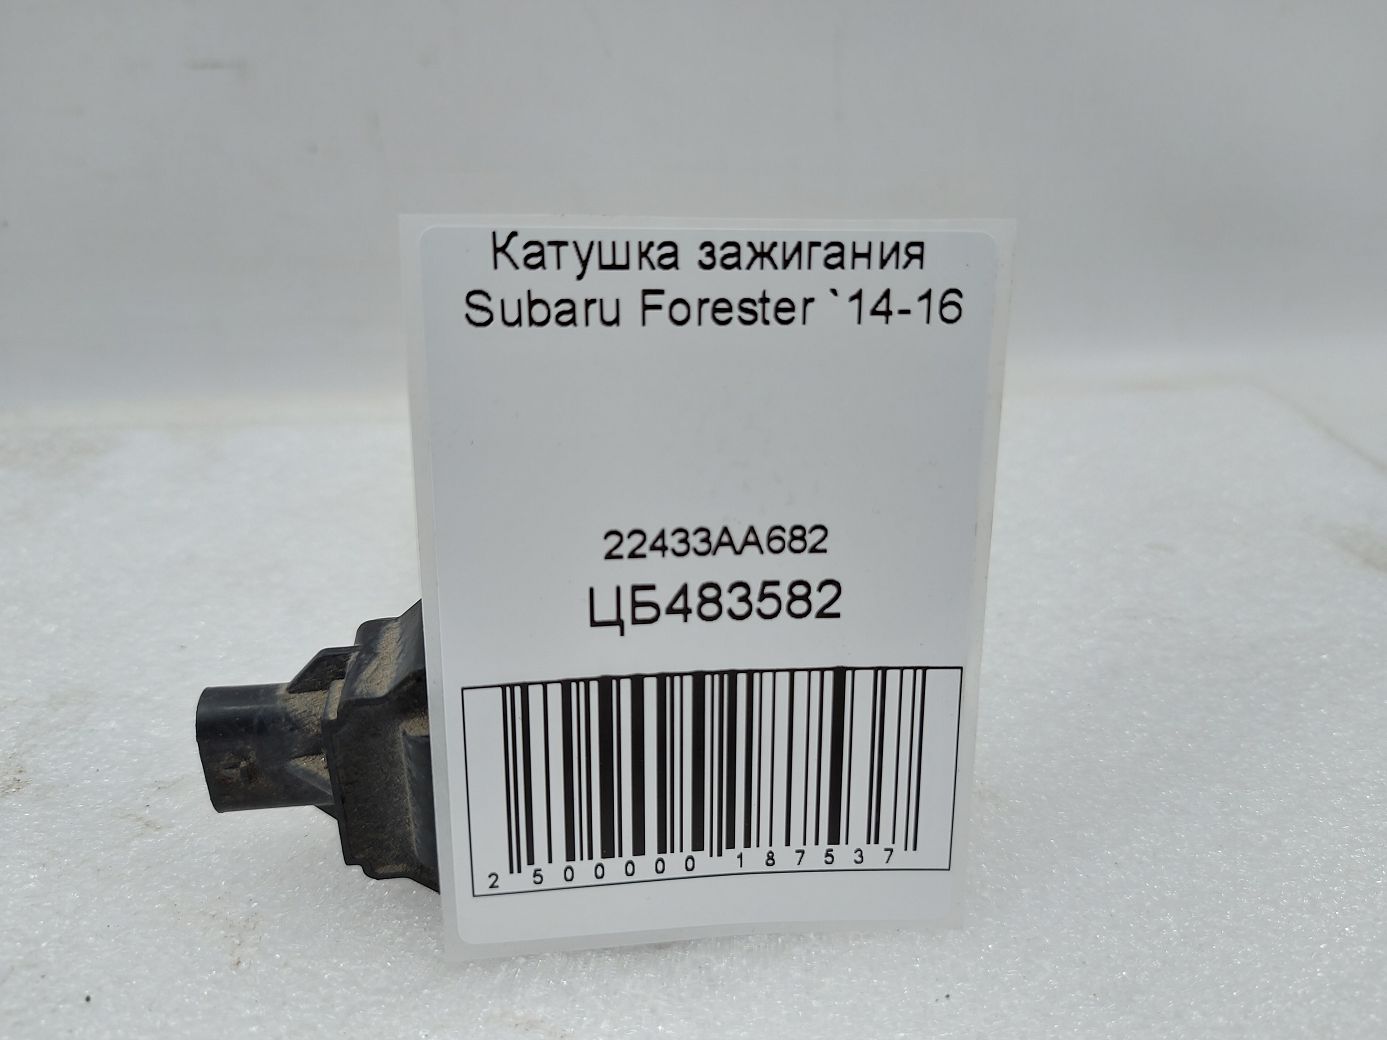 Катушка зажигания
Subaru Forester `14-16
22433AA682
ЦБ483582
2 500000 187537